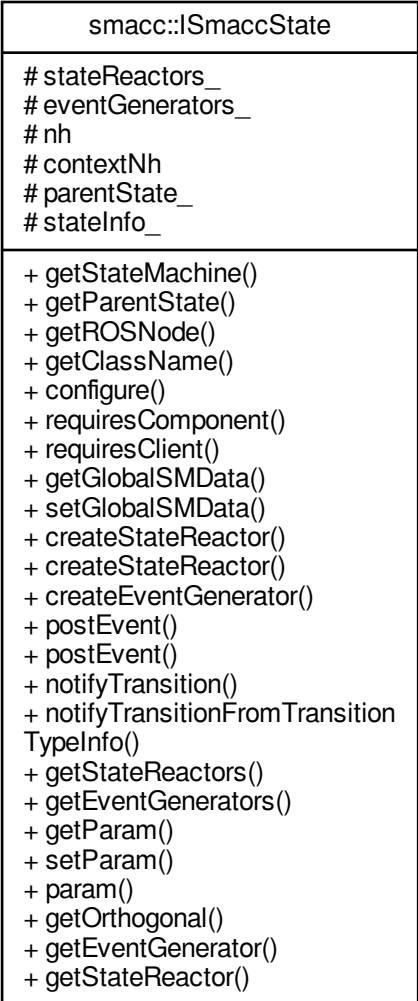 smacc::ISmaccState
# stateReactors_
# eventGenerators_
# nh
# contextNh
# parentState_
# stateInfo_
+ getStateMachine()
+ getParentState()
+ getROSNode()
+ getClassName()
+ configure()
+ requiresComponent()
+ requiresClient()
+ getGlobalSMData()
+ setGlobalSMData()
+ createStateReactor()
+ createStateReactor()
+ createEventGenerator()
+ postEvent()
+ postEvent()
+ notifyTransition()
+ notifyTransitionFromTransition
TypeInfo()
+ getStateReactors()
+ getEventGenerators()
+ getParam()
+ setParam()
+ param()
+ getOrthogonal()
+ getEventGenerator()
+ getStateReactor()